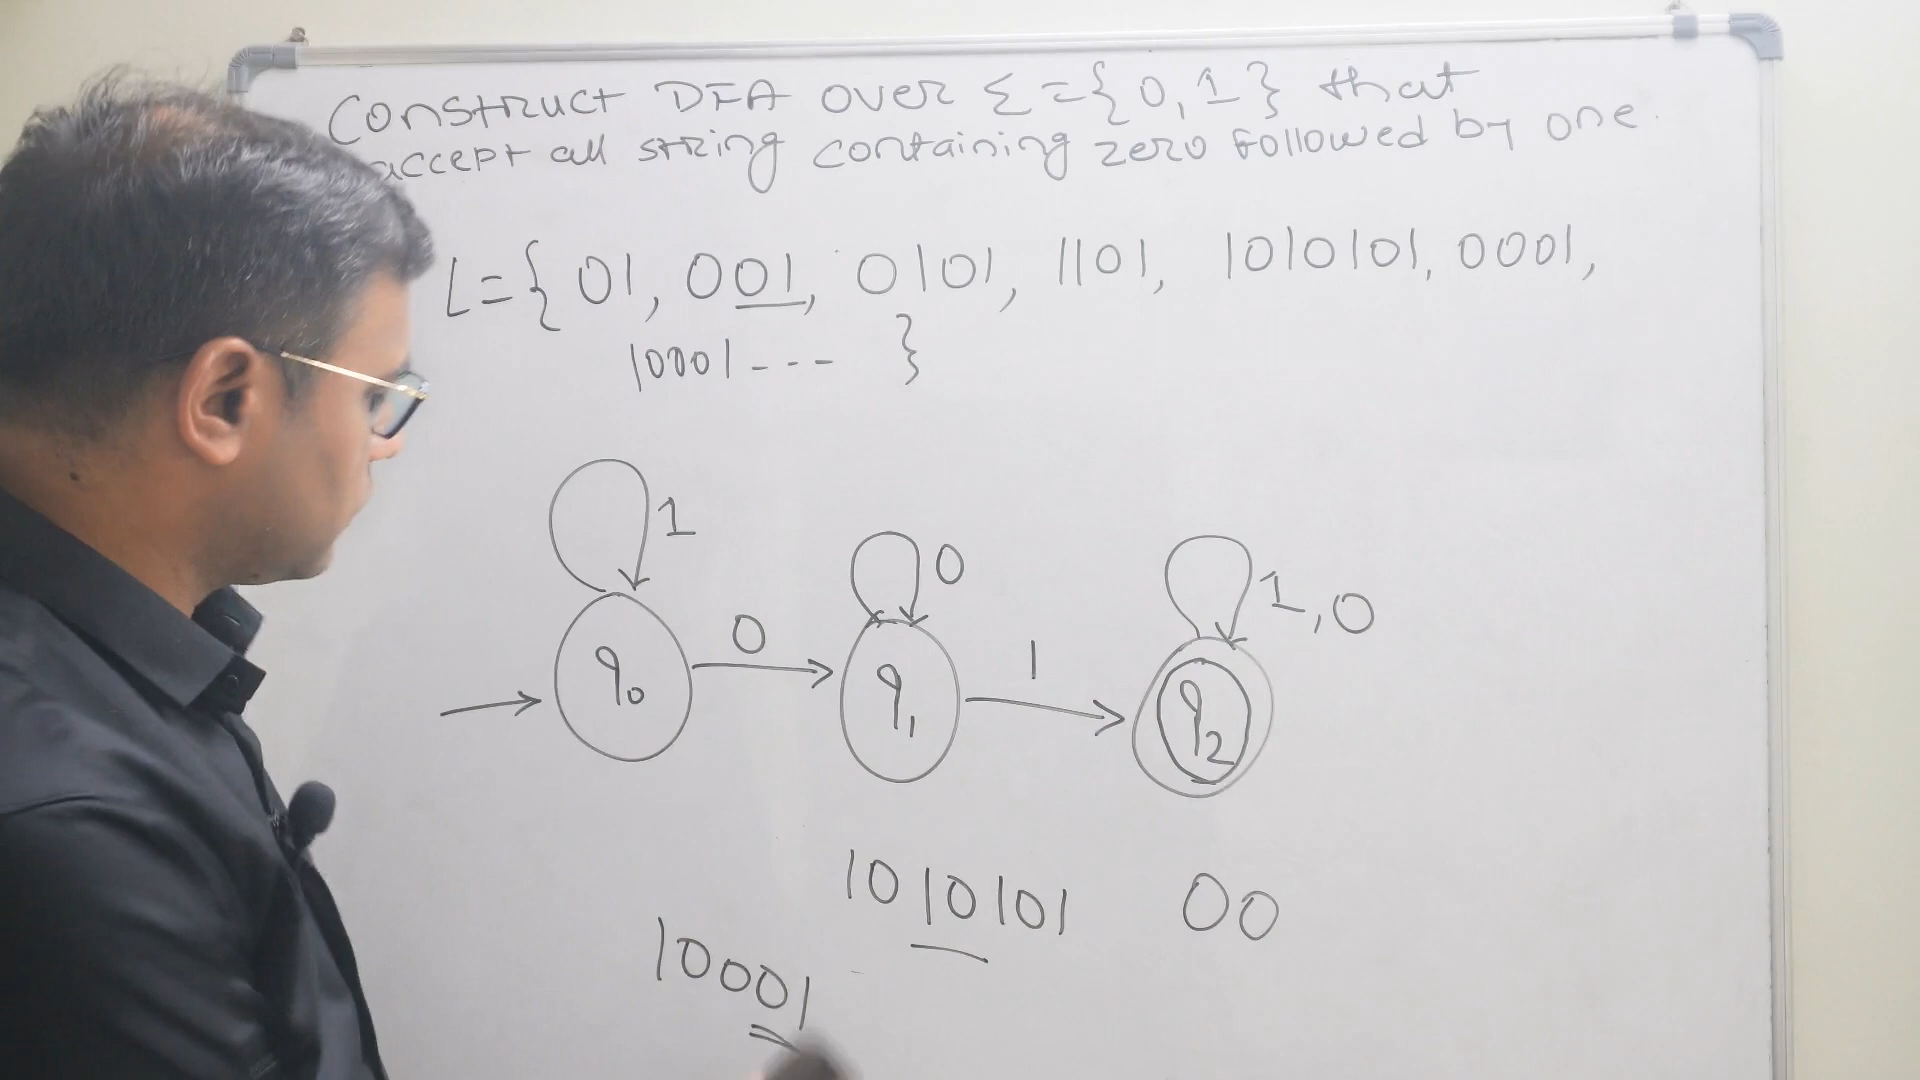 Construct DFA over Σ={0,1} that
accept all string containing zero followed by one.
L={ 01, 001, 0101, 1101, 1010101, 0001,
10001--- }
1
0
1,0
0
1
q0
q1
q2
1010101 00
10001